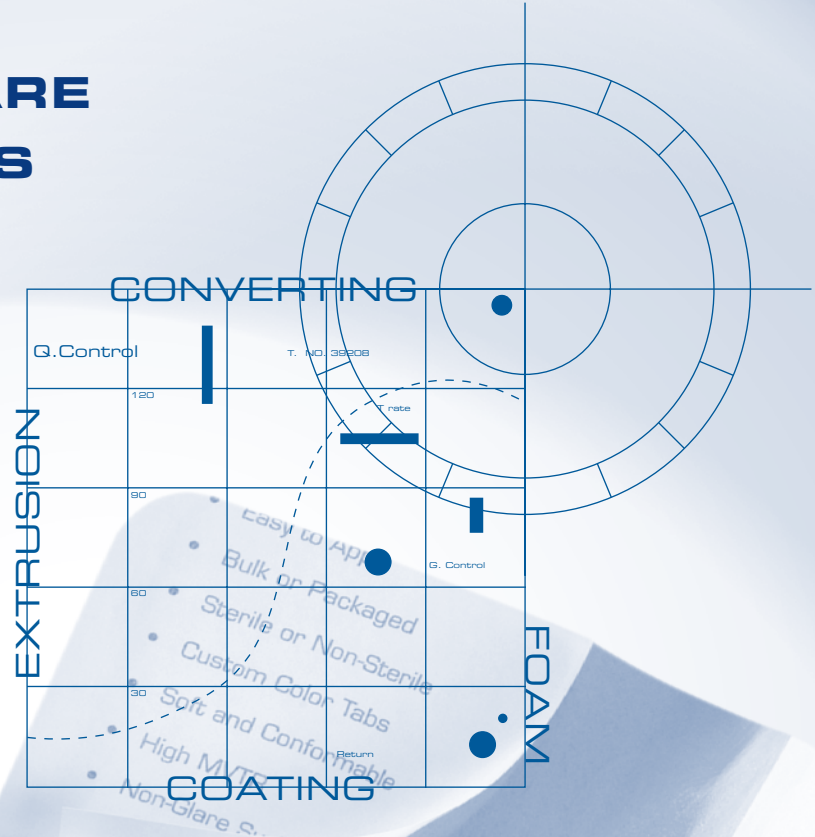 ARE
S
CONVERTING
Q.Control
T. NO. 39208
120
T rate
EXTRUSION
90
Easy to App
G. Control
Bulk or Packaged
60
Sterile or Non-Sterile
FOAM
Custom Color Tabs
30
Soft and Conformable
Return
High MVTR
COATING
Non-Glare Su